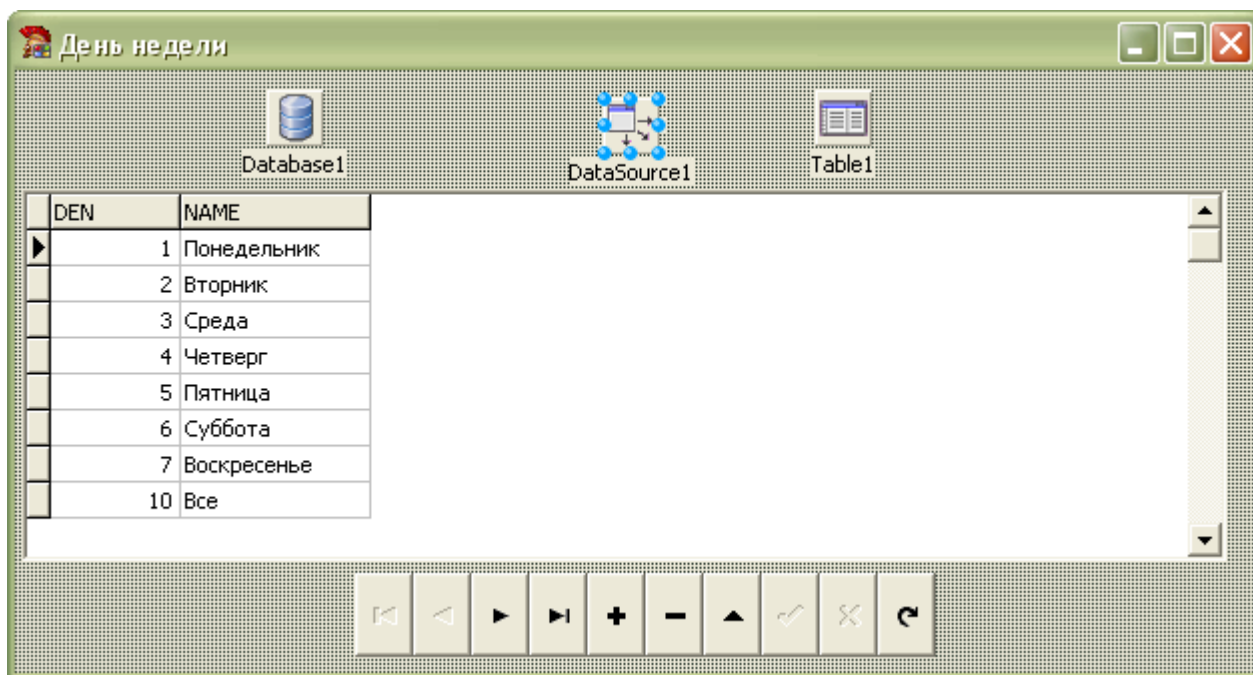 День недели
Database1
DataSource1
Table1
DEN NAME
1 Понедельник
2 Вторник
3 Среда
4 Четверг
5 Пятница
6 Суббота
7 Воскресенье
10 Все